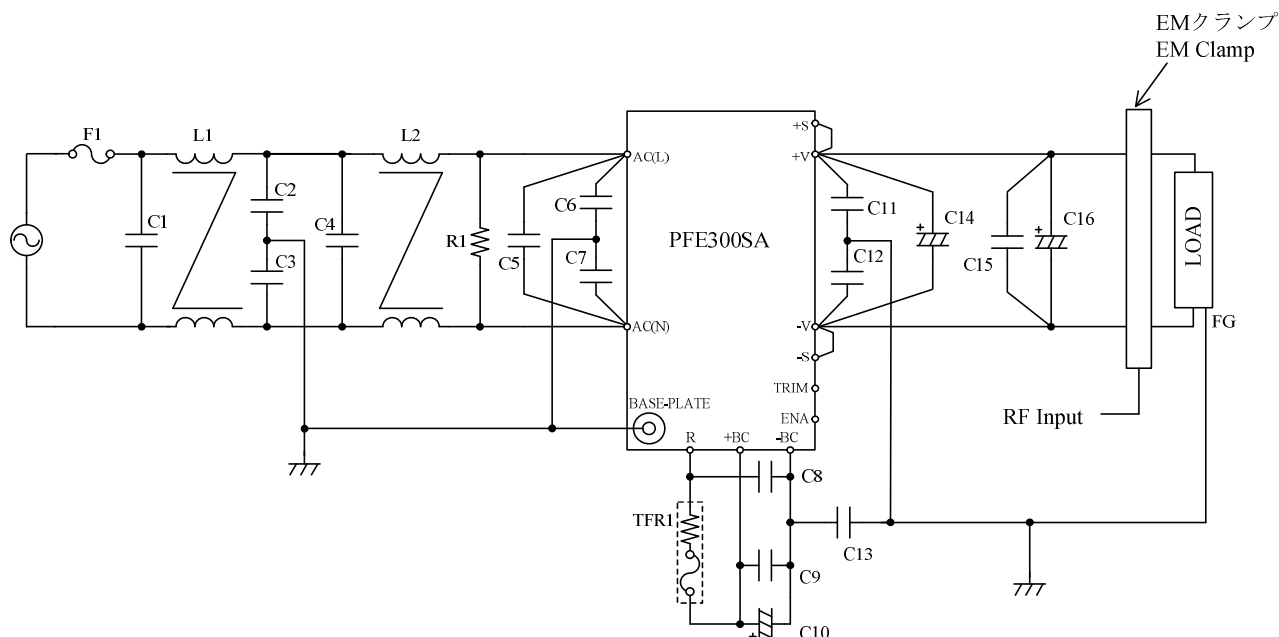 EMクランプ
EM Clamp
F1
L1
L2
+S
AC(L)
+V
C2
C6
C11
C14
C16
C1
C4
R1
C5
PFE300SA
LOAD
C3
C7
C12
C15
AC(N)
-V
FG
-S
TRIM
BASE-PLATE
ENA
RF Input
R
+BC
-BC
C8
TFR1
C13
C9
C10